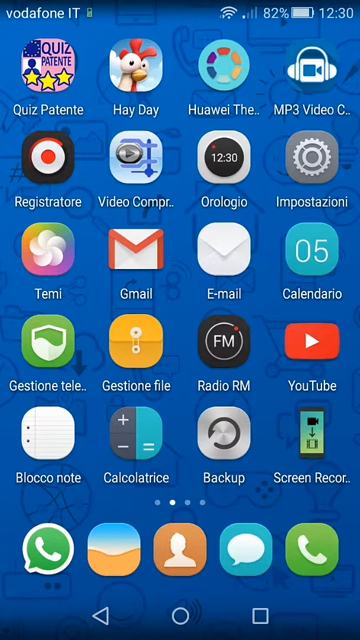 vodafone IT 82% 12:30
QUIZ
PATENTE
Quiz Patente Hay Day Huawei The.. MP3 Video C..
12:30
Registratore Video Compr.. Orologio Impostazioni
05
Temi Gmail E-mail Calendario
FM
Gestione tele.. Gestione file Radio RM YouTube
Blocco note Calcolatrice Backup Screen Recor..